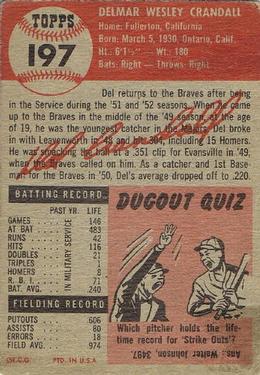 TOPPS
197
DELMAR WESLEY CRANDALL
Home: Fullerton, California
Born: March 5, 1930, Ontario, Calif.
Ht: 6'1½" — Wt: 180
Bats: Right — Throws: Right
Del returns to the Braves after being
in the Service during the '51 and '52 seasons. When he came
up to the Braves in the middle of the '49 season, at the age
of 19, he was the youngest catcher in the Majors. Del broke in
with Leavenworth in '48 and hit .304, including 15 Homers.
He was smacking the ball at a .351 clip for Evansville in '49,
when the Braves called on him. As a catcher and 1st Base-
man for the Braves in '50, Del's average dropped off to .220.
BATTING RECORD
PAST YR. LIFE
GAMES 146
AT BAT 483
RUNS 42
HITS 116
DOUBLES 21
TRIPLES
HOMERS 8
R. B. I. 71
BAT. AVG. .240
IN MILITARY SERVICE
FIELDING RECORD
PUTOUTS 606
ASSISTS 80
ERRORS 18
FIELD AVG. .974
©T.C.G. PTD. IN U.S.A.
DUGOUT QUIZ
Which pitcher holds the life-
time record for 'Strike Outs'?
Ans. Walter Johnson, 3497.